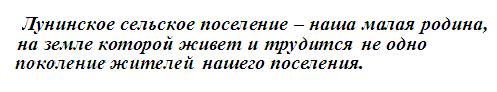 Лунинское сельское поселение – наша малая родина,
на земле которой живет и трудится не одно
поколение жителей нашего поселения.